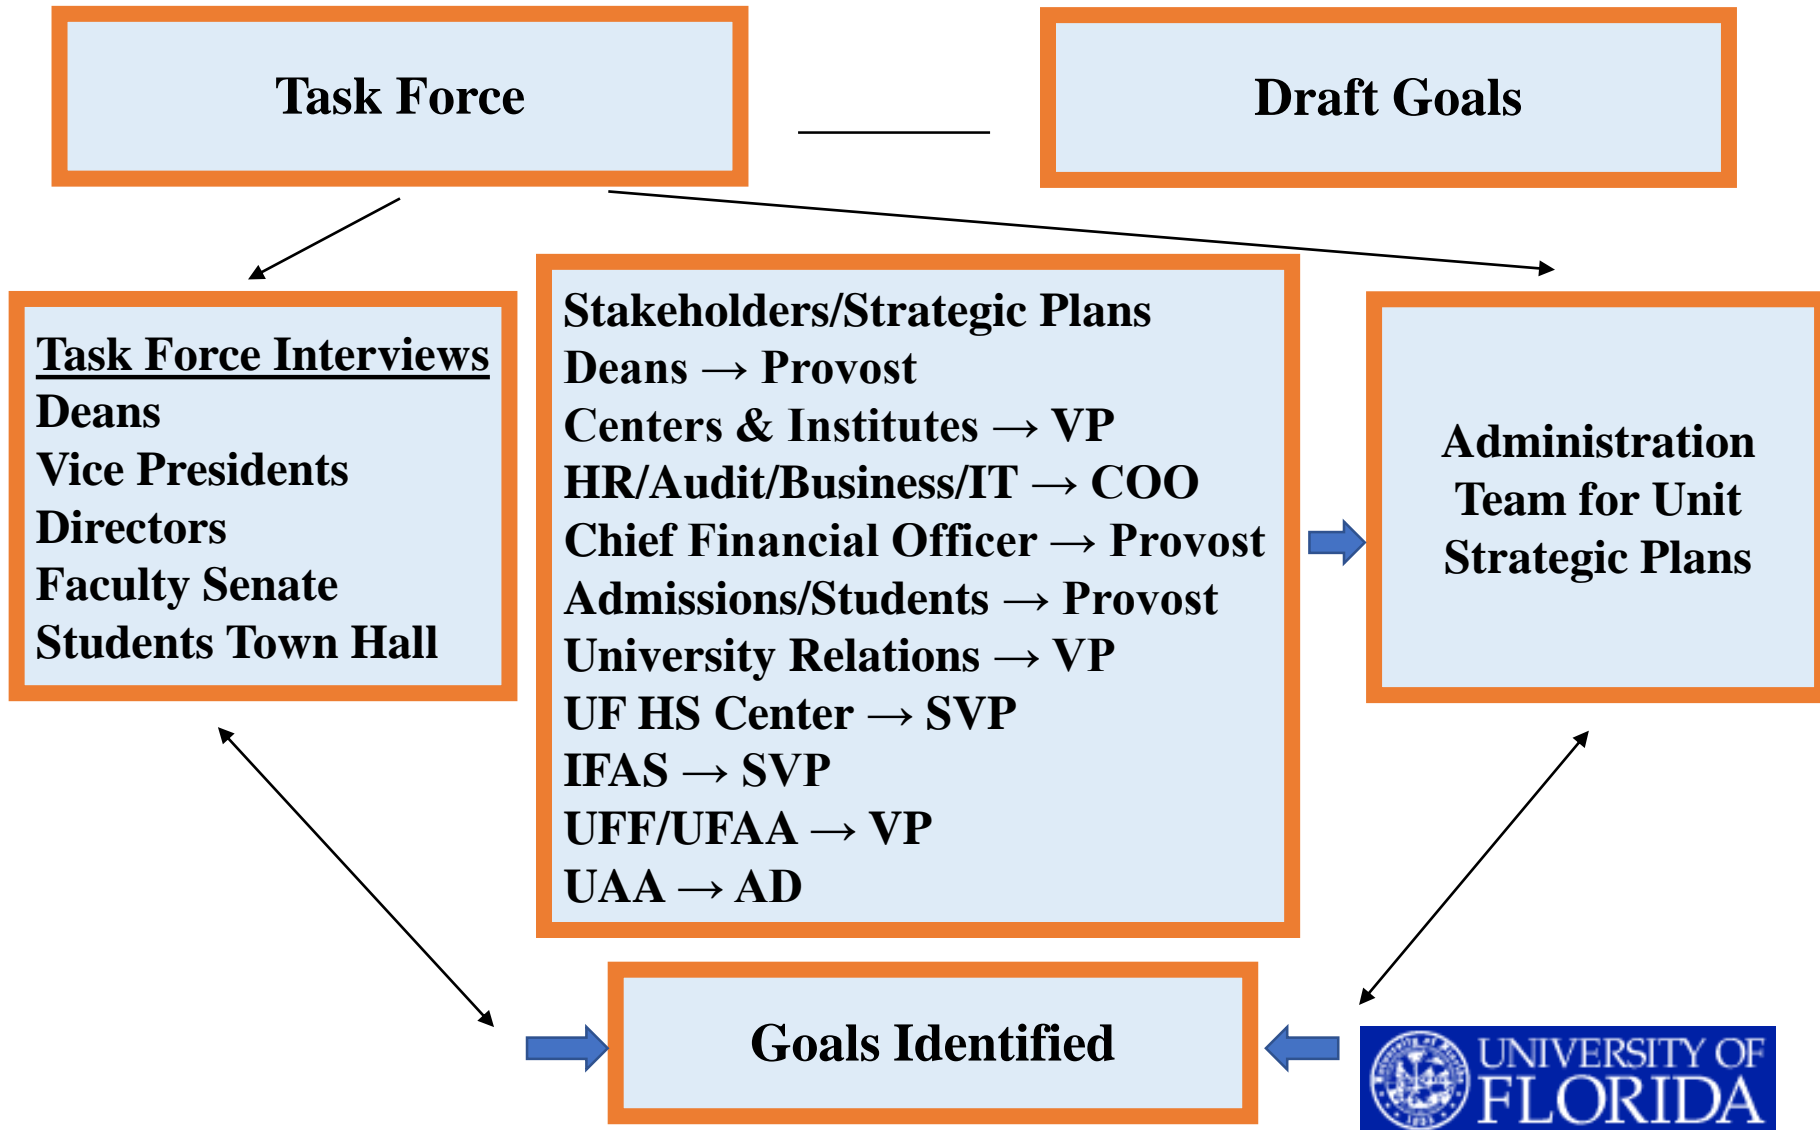 Task Force
Draft Goals
Task Force Interviews
Deans
Vice Presidents
Directors
Faculty Senate
Students Town Hall
Stakeholders/Strategic Plans
Deans → Provost
Centers & Institutes → VP
HR/Audit/Business/IT → COO
Chief Financial Officer → Provost
Admissions/Students → Provost
University Relations → VP
UF HS Center → SVP
IFAS → SVP
UFF/UFAA → VP
UAA → AD
Administration
Team for Unit
Strategic Plans
Goals Identified
UNIVERSITY OF
FLORIDA